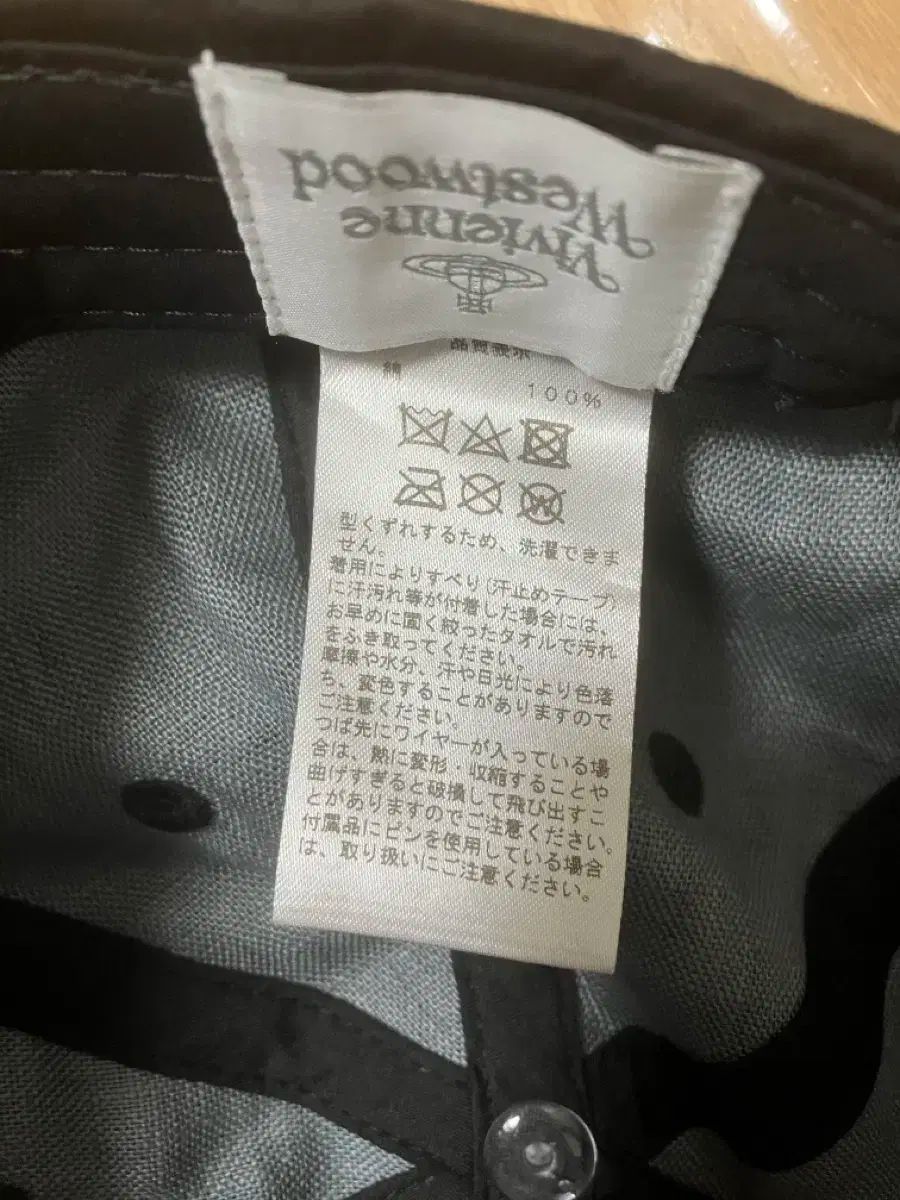 Vivienne
Westwood
綿 100%
型くずれするため、洗濯できま
せん。
着用によりすべり(汗止めテープ)
に汗汚れ等が付着した場合には、
お早めに固く絞ったタオルで汚れ
をふき取ってください。
摩擦や水分、汗や日光により色落
ち、変色することがありますので
ご注意ください。
つば先にワイヤーが入っている場
合は、熱に変形・収縮することや
曲げすぎると破損して飛び出すこ
とがありますのでご注意ください。
付属品にピンを使用している場合
は、取り扱いにご注意ください。